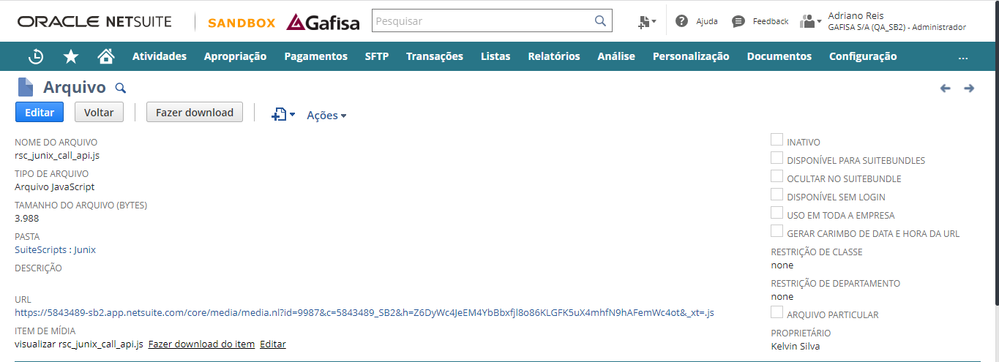 ORACLE NETSUITE SANDBOX Gafisa Pesquisar Ajuda Feedback Adriano Reis
GAFISA S/A (QA_SB2) - Administrador
Atividades Apropriação Pagamentos SFTP Transações Listas Relatórios Análise Personalização Documentos Configuração ...
Arquivo
Editar Voltar Fazer download Ações
NOME DO ARQUIVO
rsc_junix_call_api.js
TIPO DE ARQUIVO
Arquivo JavaScript
TAMANHO DO ARQUIVO (BYTES)
3.988
PASTA
SuiteScripts : Junix
DESCRIÇÃO
URL
https://5843489-sb2.app.netsuite.com/core/media/media.nl?id=9987&c=5843489_SB2&h=Z6DyWc4JeEM4YbBbxfjl8o86KLGFK5uX4mhfN9hAFemWc4ot&_xt=.js
ITEM DE MÍDIA
visualizar rsc_junix_call_api.js Fazer download do item Editar
INATIVO
DISPONÍVEL PARA SUITEBUNDLES
OCULTAR NO SUITEBUNDLE
DISPONÍVEL SEM LOGIN
USO EM TODA A EMPRESA
GERAR CARIMBO DE DATA E HORA DA URL
RESTRIÇÃO DE CLASSE
none
RESTRIÇÃO DE DEPARTAMENTO
none
ARQUIVO PARTICULAR
PROPRIETÁRIO
Kelvin Silva